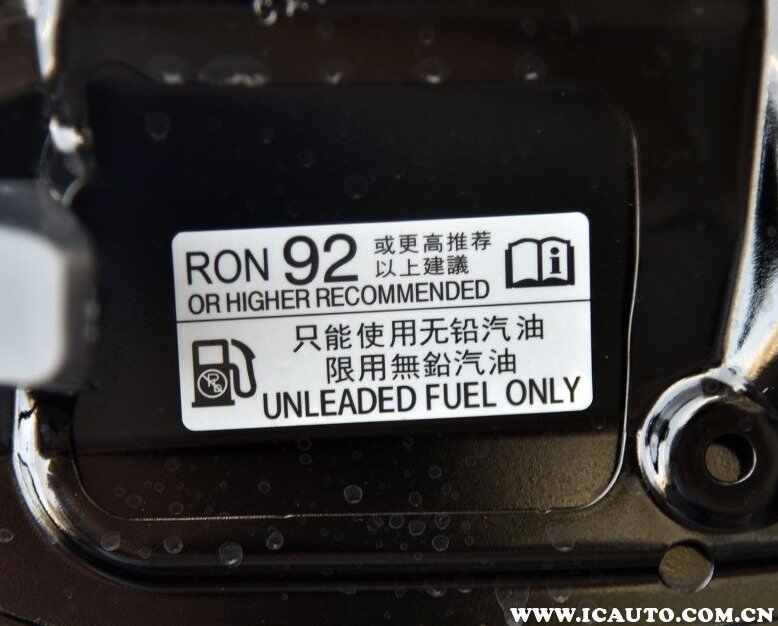 RON 92 或更高推荐
以上建議
OR HIGHER RECOMMENDED
只能使用无铅汽油
限用無鉛汽油
UNLEADED FUEL ONLY
WWW.ICAUTO.COM.CN